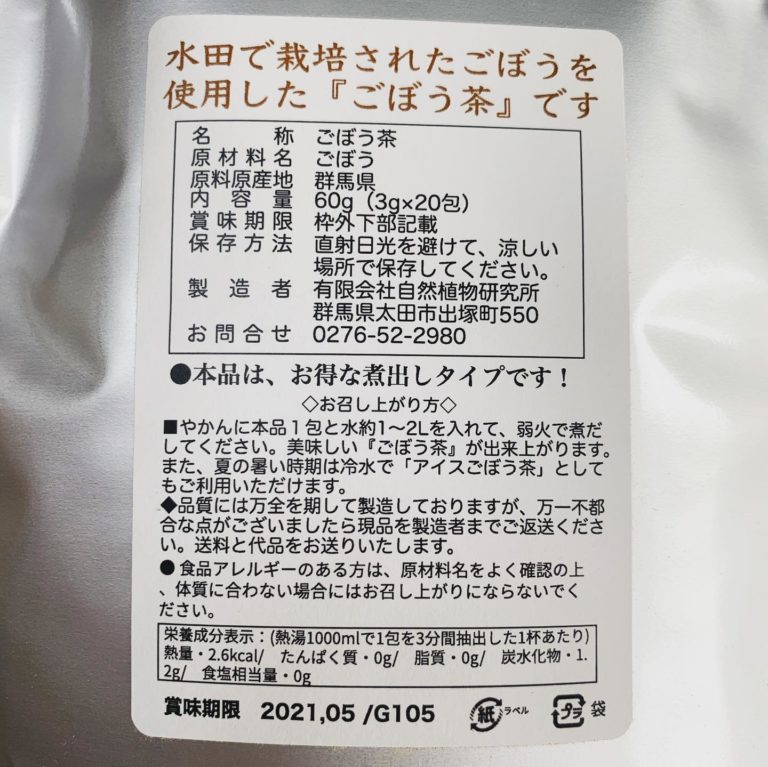 水田で栽培されたごぼうを
使用した『ごぼう茶』です
名称 ごぼう茶
原材料名 ごぼう
原料原産地 群馬県
内容量 60g（3g×20包）
賞味期限 枠外下部記載
保存方法 直射日光を避けて、涼しい
場所で保存してください。
製造者 有限会社自然植物研究所
群馬県太田市出塚町550
お問合せ 0276-52-2980
●本品は、お得な煮出しタイプです！
◇お召し上がり方◇
■やかんに本品１包と水約1〜2Lを入れて、弱火で煮だ
してください。美味しい『ごぼう茶』が出来上がります。
また、夏の暑い時期は冷水で「アイスごぼう茶」として
もご利用いただけます。
◆品質には万全を期して製造しておりますが、万一不都
合な点がございましたら現品を製造者までご返送くださ
い。送料と代品をお送りいたします。
● 食品アレルギーのある方は、原材料名をよく確認の上
、体質に合わない場合にはお召し上がりにならないでく
ださい。
栄養成分表示：(熱湯1000mlで1包を3分間抽出した1杯あたり)
熱量・2.6kcal/ たんぱく質・0g/ 脂質・0g/ 炭水化物・1.
2g/ 食塩相当量・0g
賞味期限 2021,05 /G105 紙 ラベル プラ 袋